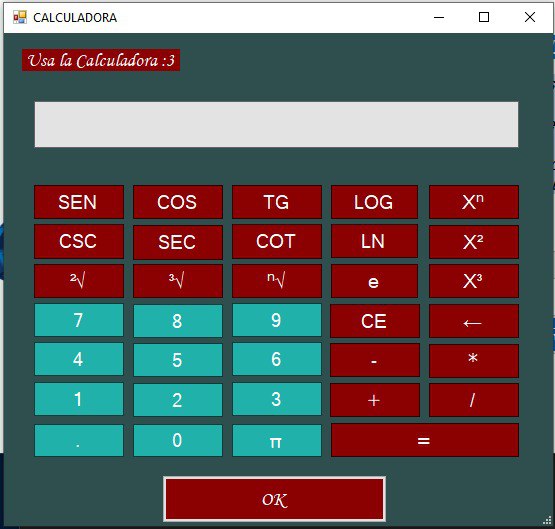 CALCULADORA
Usa la Calculadora :3
SEN COS TG LOG Xⁿ
CSC SEC COT LN X²
²√ ³√ ⁿ√ e X³
7 8 9 CE ←
4 5 6 - *
1 2 3 + /
. 0 π =
OK